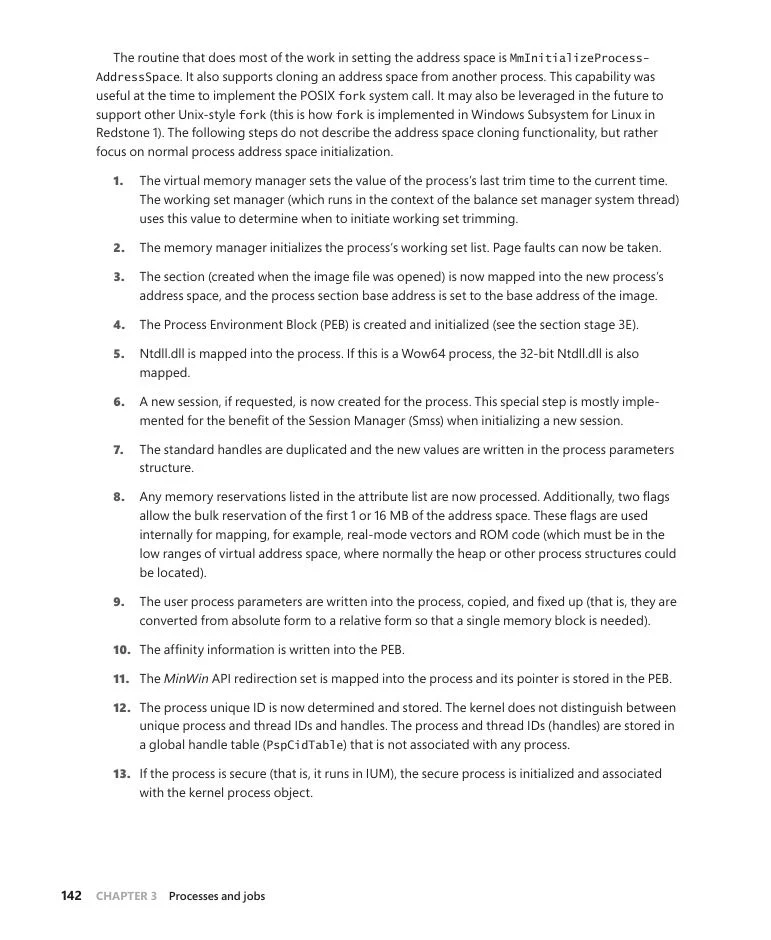 The routine that does most of the work in setting the address space is MmInitializeProcess-
AddressSpace. It also supports cloning an address space from another process. This capability was
useful at the time to implement the POSIX fork system call. It may also be leveraged in the future to
support other Unix-style fork (this is how fork is implemented in Windows Subsystem for Linux in
Redstone 1). The following steps do not describe the address space cloning functionality, but rather
focus on normal process address space initialization.
1. The virtual memory manager sets the value of the process's last trim time to the current time.
The working set manager (which runs in the context of the balance set manager system thread)
uses this value to determine when to initiate working set trimming.
2. The memory manager initializes the process's working set list. Page faults can now be taken.
3. The section (created when the image file was opened) is now mapped into the new process's
address space, and the process section base address is set to the base address of the image.
4. The Process Environment Block (PEB) is created and initialized (see the section stage 3E).
5. Ntdll.dll is mapped into the process. If this is a Wow64 process, the 32-bit Ntdll.dll is also
mapped.
6. A new session, if requested, is now created for the process. This special step is mostly imple-
mented for the benefit of the Session Manager (Smss) when initializing a new session.
7. The standard handles are duplicated and the new values are written in the process parameters
structure.
8. Any memory reservations listed in the attribute list are now processed. Additionally, two flags
allow the bulk reservation of the first 1 or 16 MB of the address space. These flags are used
internally for mapping, for example, real-mode vectors and ROM code (which must be in the
low ranges of virtual address space, where normally the heap or other process structures could
be located).
9. The user process parameters are written into the process, copied, and fixed up (that is, they are
converted from absolute form to a relative form so that a single memory block is needed).
10. The affinity information is written into the PEB.
11. The MinWin API redirection set is mapped into the process and its pointer is stored in the PEB.
12. The process unique ID is now determined and stored. The kernel does not distinguish between
unique process and thread IDs and handles. The process and thread IDs (handles) are stored in
a global handle table (PspCidTable) that is not associated with any process.
13. If the process is secure (that is, it runs in IUM), the secure process is initialized and associated
with the kernel process object.
142 CHAPTER 3 Processes and jobs